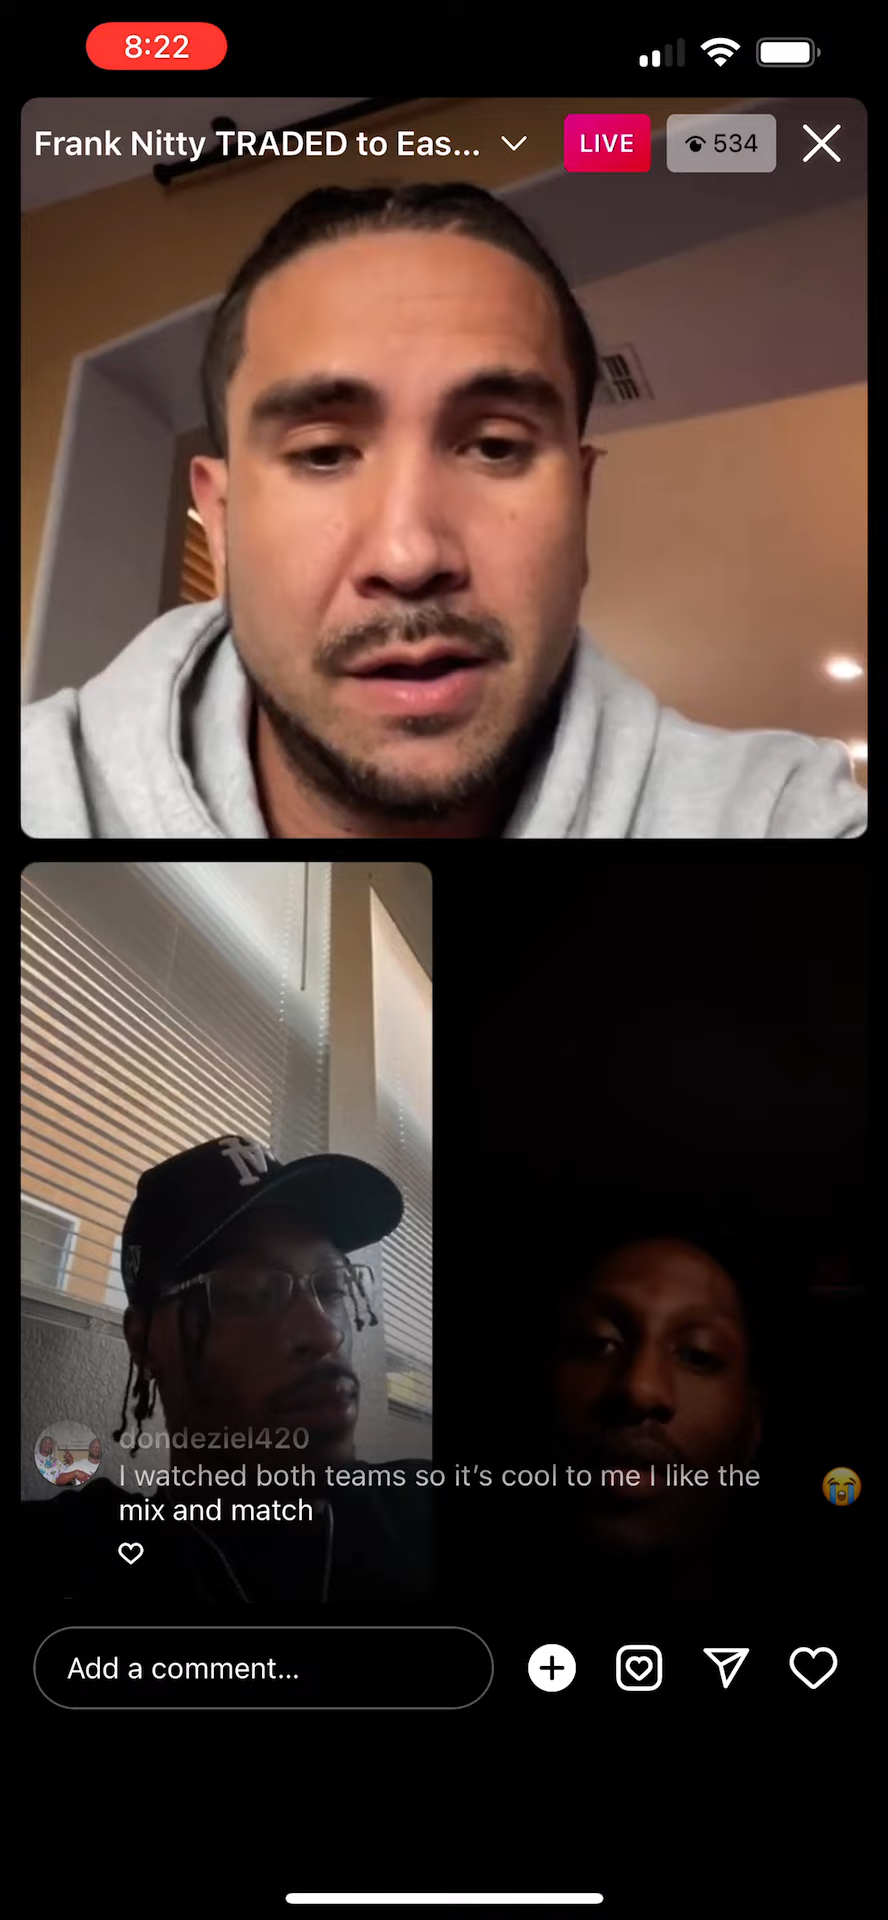 8:22
Frank Nitty TRADED to Eas...
LIVE
534
M
dondeziel420
I watched both teams so it's cool to me I like the
mix and match
Add a comment...